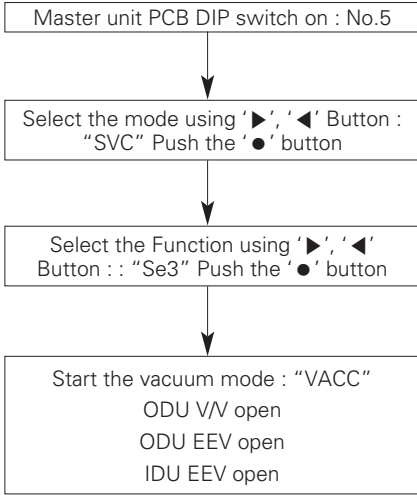 Master unit PCB DIP switch on : No.5
Select the mode using ‘▶’, ‘◀’ Button :
“SVC” Push the ‘●’ button
Select the Function using ‘▶’, ‘◀’
Button : : “Se3” Push the ‘●’ button
Start the vacuum mode : “VACC”
ODU V/V open
ODU EEV open
IDU EEV open